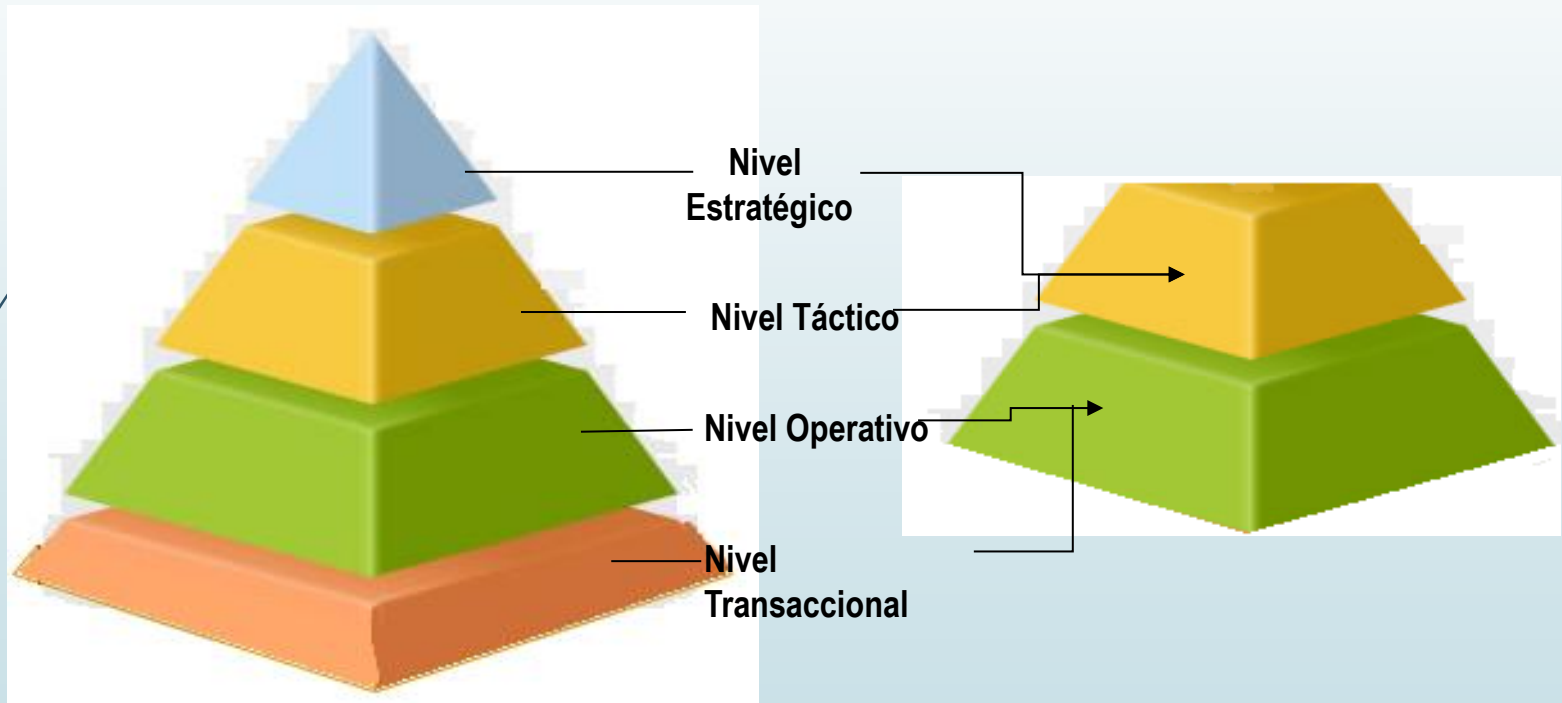 Nivel
Estratégico
Nivel Táctico
Nivel Operativo
Nivel
Transaccional